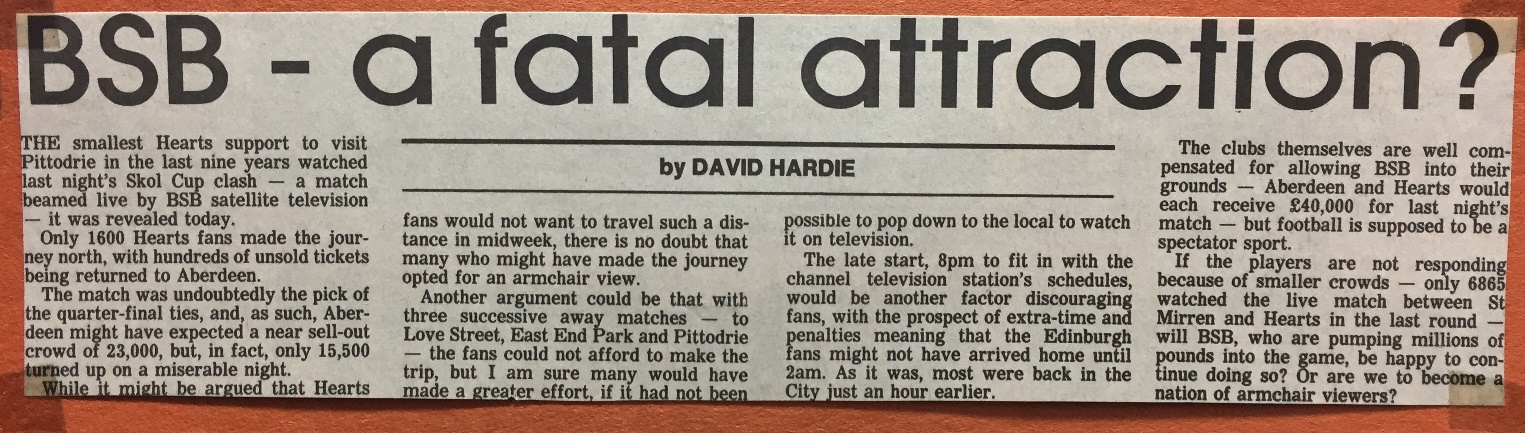 BSB - a fatal attraction?
by DAVID HARDIE
THE smallest Hearts support to visit
Pittodrie in the last nine years watched
last night's Skol Cup clash — a match
beamed live by BSB satellite television
— it was revealed today.
Only 1600 Hearts fans made the jour-
ney north, with hundreds of unsold tickets
being returned to Aberdeen.
The match was undoubtedly the pick of
the quarter-final ties, and, as such, Aber-
deen might have expected a near sell-out
crowd of 23,000, but, in fact, only 15,500
turned up on a miserable night.
While it might be argued that Hearts
fans would not want to travel such a dis-
tance in midweek, there is no doubt that
many who might have made the journey
opted for an armchair view.
Another argument could be that with
three successive away matches — to
Love Street, East End Park and Pittodrie
— the fans could not afford to make the
trip, but I am sure many would have
made a greater effort, if it had not been
possible to pop down to the local to watch
it on television.
The late start, 8pm to fit in with the
channel television station's schedules,
would be another factor discouraging
fans, with the prospect of extra-time and
penalties meaning that the Edinburgh
fans might not have arrived home until
2am. As it was, most were back in the
City just an hour earlier.
The clubs themselves are well com-
pensated for allowing BSB into their
grounds — Aberdeen and Hearts would
each receive £40,000 for last night's
match — but football is supposed to be a
spectator sport.
If the players are not responding
because of smaller crowds — only 6865
watched the live match between St
Mirren and Hearts in the last round —
will BSB, who are pumping millions of
pounds into the game, be happy to con-
tinue doing so? Or are we to become a
nation of armchair viewers?